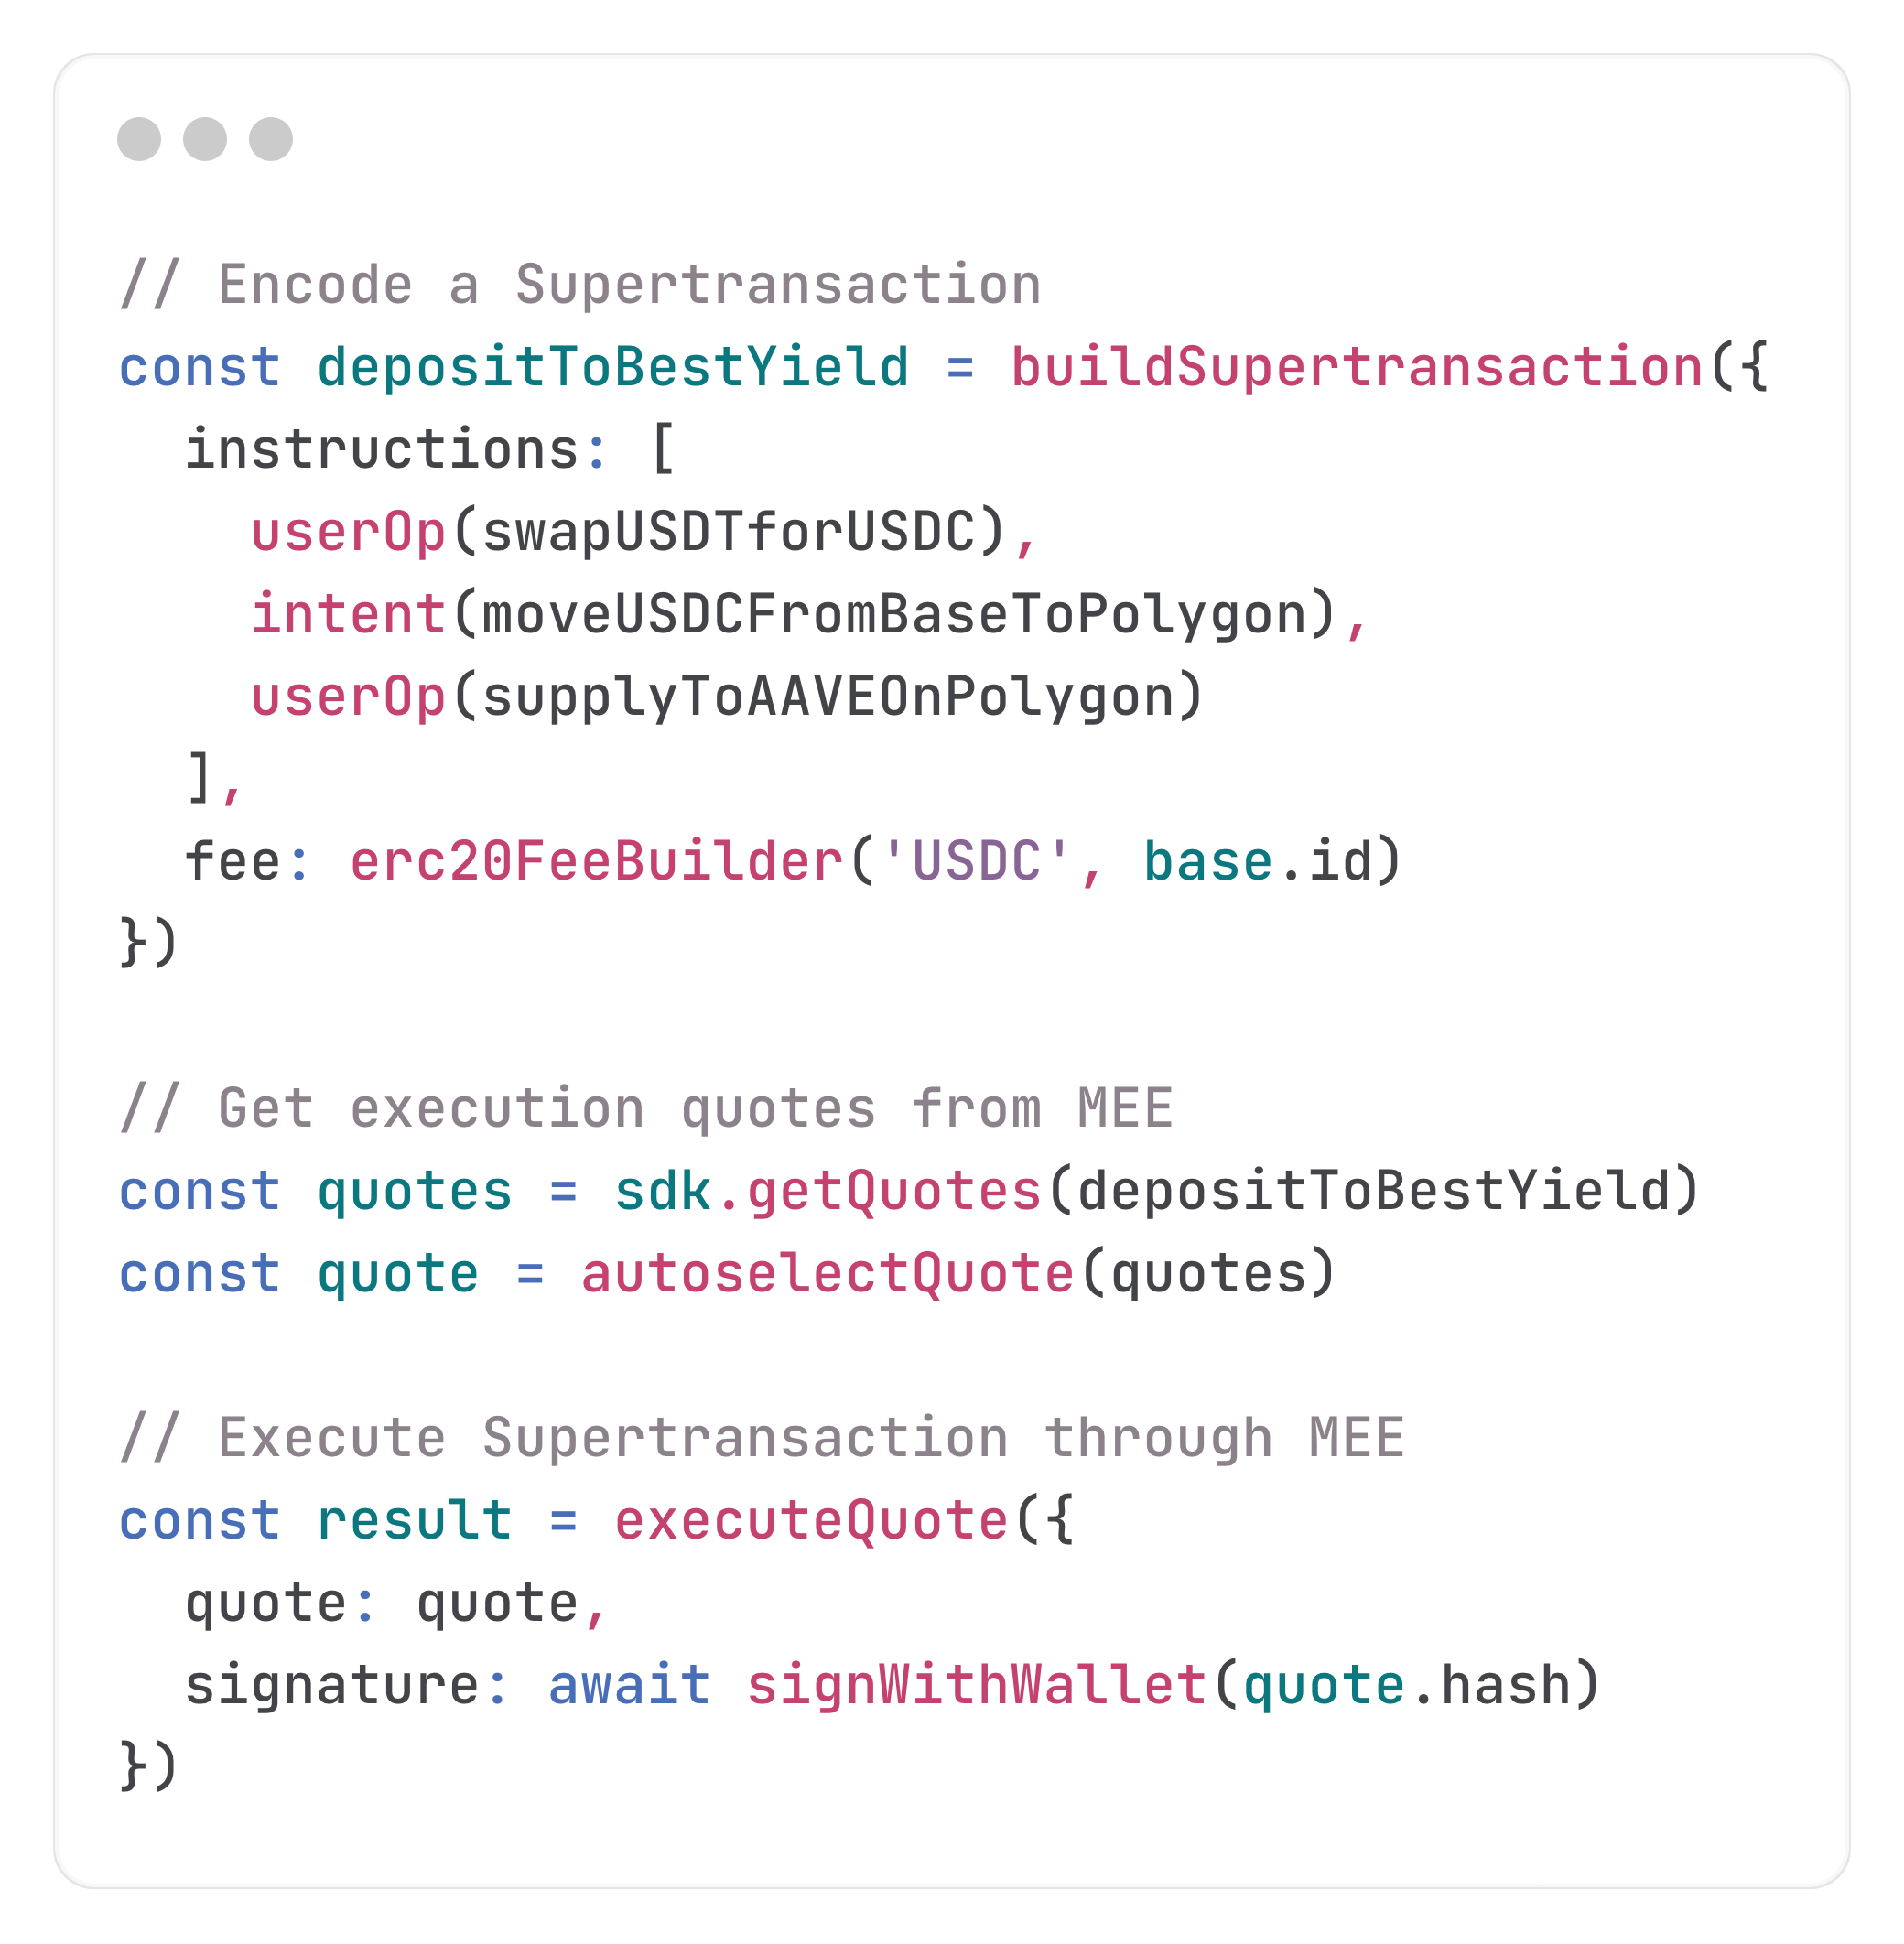 // Encode a Supertransaction
const depositToBestYield = buildSupertransaction({
  instructions: [
    userOp(swapUSDTforUSDC),
    intent(moveUSDCFromBaseToPolygon),
    userOp(supplyToAAVEOnPolygon)
  ],
  fee: erc20FeeBuilder('USDC', base.id)
})

// Get execution quotes from MEE
const quotes = sdk.getQuotes(depositToBestYield)
const quote = autoselectQuote(quotes)

// Execute Supertransaction through MEE
const result = executeQuote({
  quote: quote,
  signature: await signWithWallet(quote.hash)
})